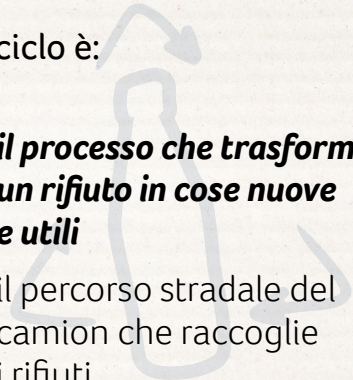 ciclo è:
il processo che trasform
un rifiuto in cose nuove
e utili
il percorso stradale del
camion che raccoglie
i rifiuti